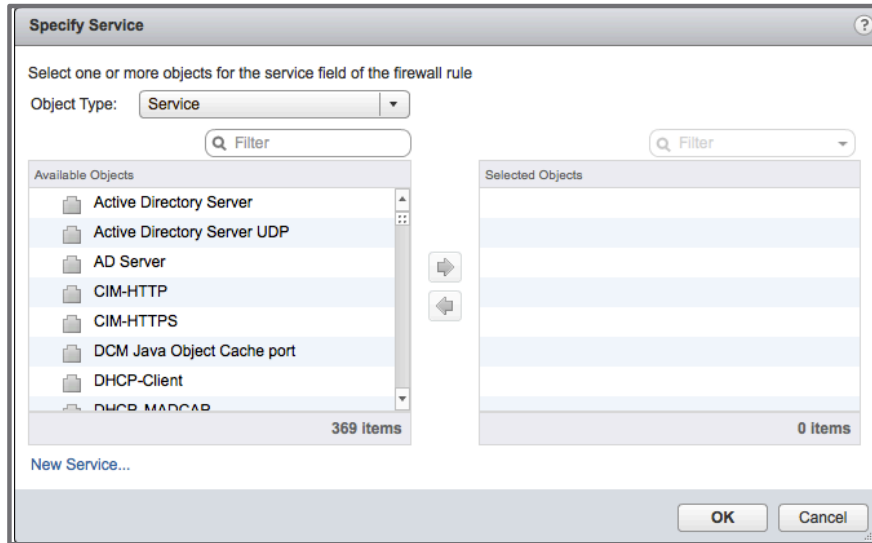 Specify Service
?
Select one or more objects for the service field of the firewall rule
Object Type: Service
Filter
Filter
Available Objects
Selected Objects
Active Directory Server
Active Directory Server UDP
AD Server
CIM-HTTP
CIM-HTTPS
DCM Java Object Cache port
DHCP-Client
DHCP-MADCAP
369 items
0 items
New Service...
OK
Cancel